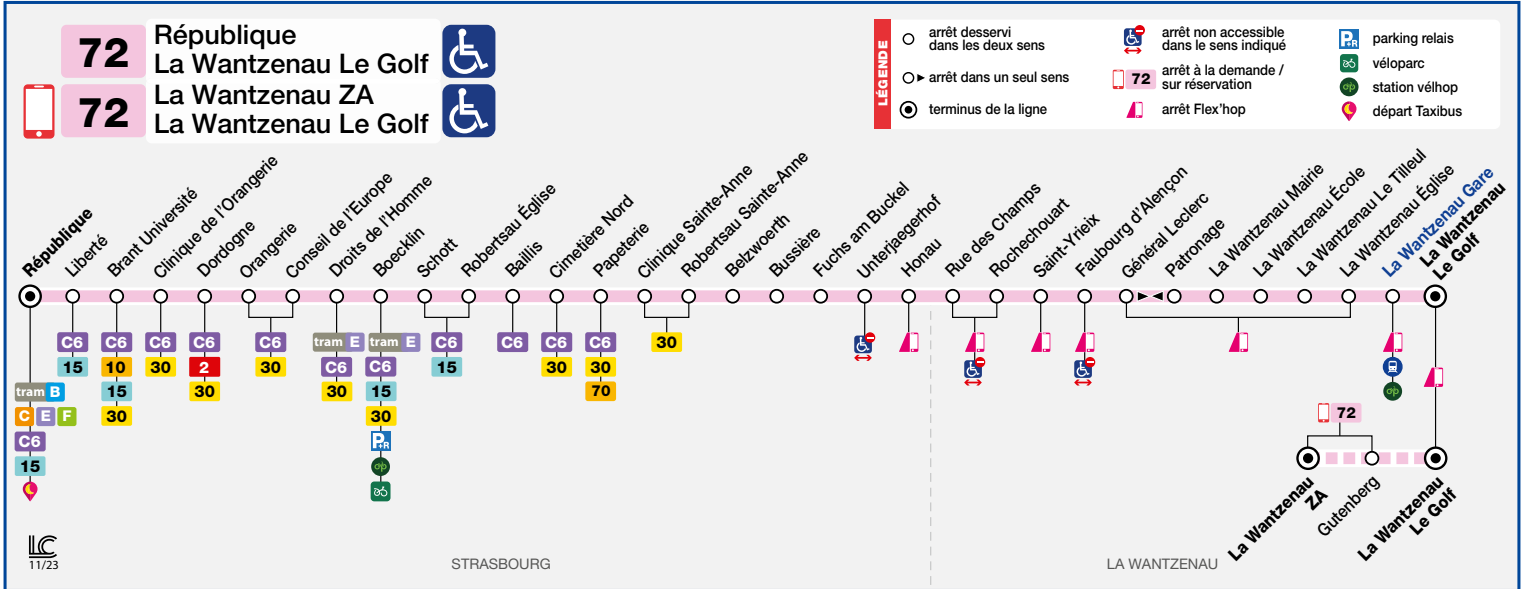 72
République
La Wantzenau Le Golf
72
La Wantzenau ZA
La Wantzenau Le Golf
LÉGENDE
arrêt desservi
dans les deux sens
arrêt dans un seul sens
terminus de la ligne
arrêt non accessible
dans le sens indiqué
72
arrêt à la demande /
sur réservation
arrêt Flex'hop
P+R
parking relais
véloparc
station vélhop
départ Taxibus
République
Liberté
Brant Université
Clinique de l'Orangerie
Dordogne
Orangerie
Conseil de l'Europe
Droits de l'Homme
Boecklin
Schott
Robertsau Église
Baillis
Cimetière Nord
Papeterie
Clinique Sainte-Anne
Robertsau Sainte-Anne
Belzworth
Bussière
Fuchs am Buckel
Unterjaegerhof
Honau
Rue des Champs
Rochechouart
Saint-Yrieix
Faubourg d'Alençon
Général Leclerc
Patronage
La Wantzenau Mairie
La Wantzenau École
La Wantzenau Le Tilleul
La Wantzenau Église
La Wantzenau Gare
La Wantzenau
Le Golf
tram B
C E F
C6
15
C6
15
C6
10
15
30
C6
30
C6
2
30
C6
30
tram E
C6
30
tram E
C6
15
30
P+R
C6
15
C6
C6
30
C6
30
70
30
72
La Wantzenau
ZA
Gutenberg
La Wantzenau
Le Golf
LC
11/23
STRASBOURG
LA WANTZENAU